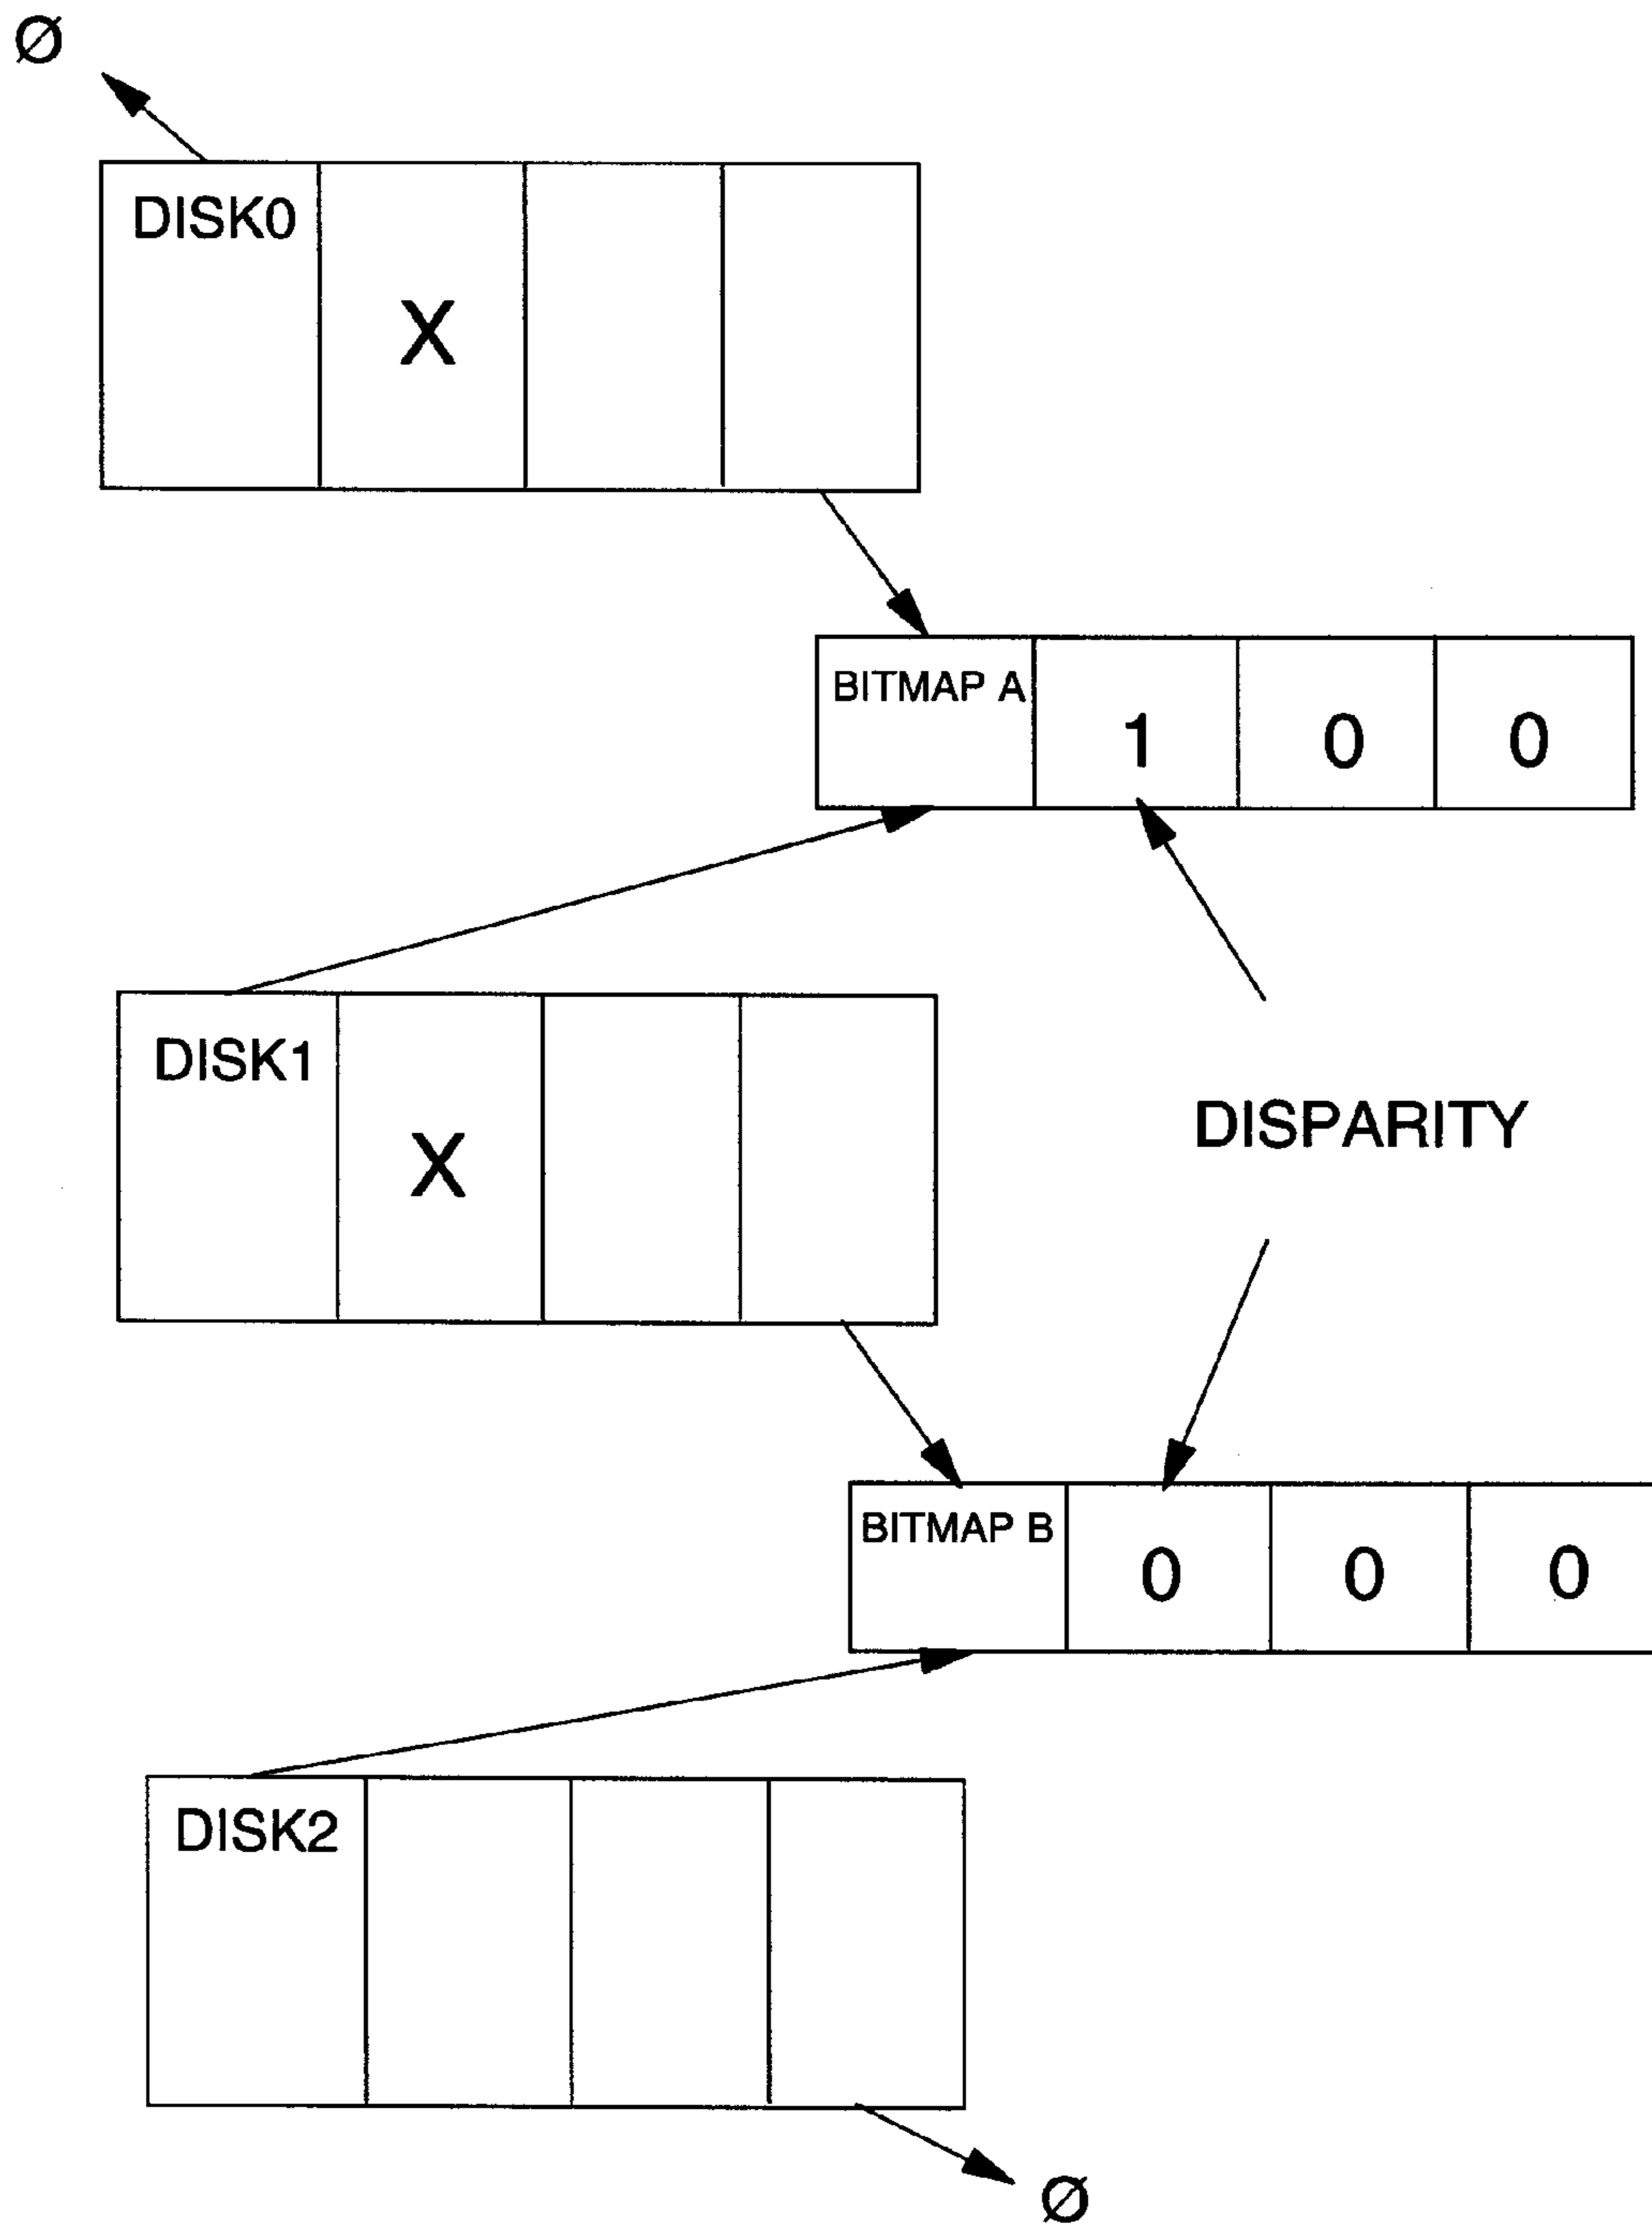 Ø
DISK0
X
BITMAP A
1 0 0
DISK1
X
DISPARITY
BITMAP B
0 0 0
DISK2
Ø